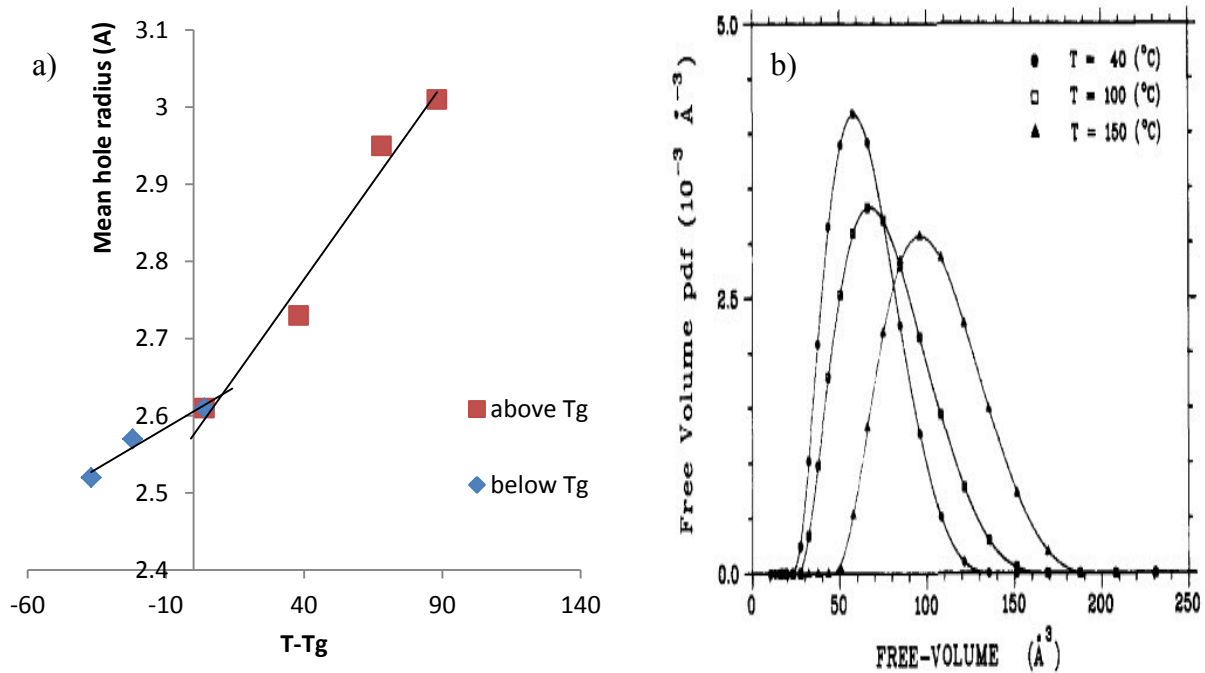 a)
Mean hole radius (A)
3.1
3
2.9
2.8
2.7
2.6
2.5
2.4
-60
-10
40
90
140
T-Tg
above Tg
below Tg
b)
Free Volume pdf (10⁻³ Å⁻³)
5.0
2.5
0.0
T = 40 (°C)
T = 100 (°C)
T = 150 (°C)
0
50
100
150
200
250
FREE-VOLUME (Å³)